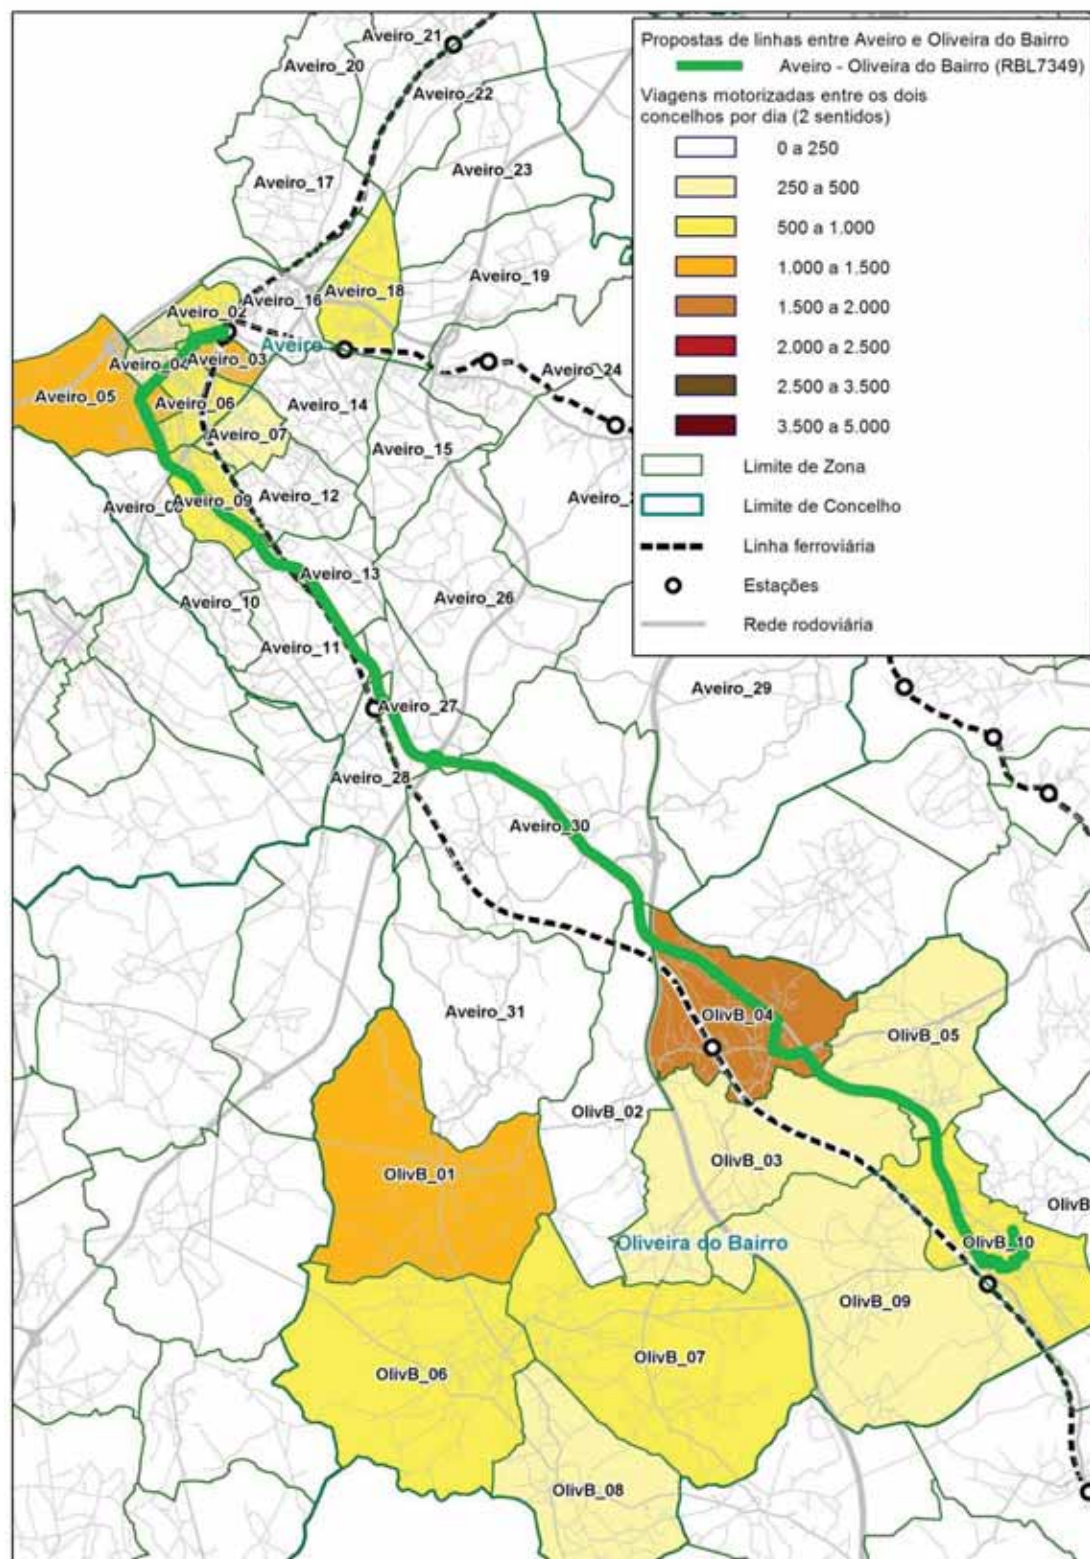 Propostas de linhas entre Aveiro e Oliveira do Bairro
Aveiro - Oliveira do Bairro (RBL7349)
Viagens motorizadas entre os dois
concelhos por dia (2 sentidos)
0 a 250
250 a 500
500 a 1.000
1.000 a 1.500
1.500 a 2.000
2.000 a 2.500
2.500 a 3.500
3.500 a 5.000
Limite de Zona
Limite de Concelho
Linha ferroviária
Estações
Rede rodoviária
Aveiro_21
Aveiro_20
Aveiro_22
Aveiro_23
Aveiro_17
Aveiro_19
Aveiro_18
Aveiro_16
Aveiro_02
Aveiro
Aveiro_03
Aveiro_04
Aveiro_24
Aveiro_05
Aveiro_06
Aveiro_14
Aveiro_07
Aveiro_15
Aveiro_12
Aveiro_09
Aveiro_13
Aveiro_10
Aveiro_26
Aveiro_11
Aveiro_29
Aveiro_27
Aveiro_28
Aveiro_30
Aveiro_31
OlivB_04
OlivB_05
OlivB_02
OlivB_03
OlivB_01
OlivB
Oliveira do Bairro
OlivB_10
OlivB_09
OlivB_07
OlivB_06
OlivB_08